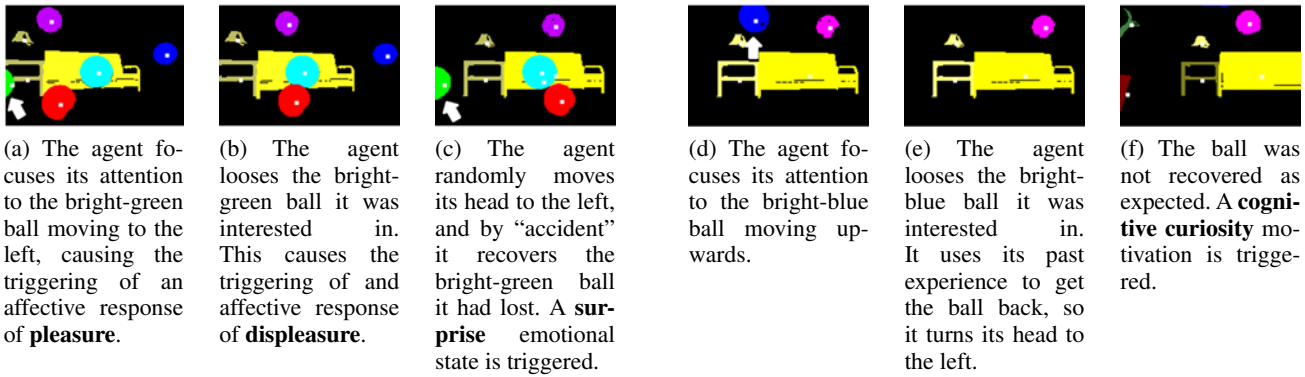 (a) The agent fo-
cuses its attention
to the bright-green
ball moving to the
left, causing the
triggering of an
affective response
of pleasure.
(b) The agent
looses the bright-
green ball it was
interested in.
This causes the
triggering of and
affective response
of displeasure.
(c) The agent
randomly moves
its head to the left,
and by “accident”
it recovers the
bright-green ball
it had lost. A sur-
prise emotional
state is triggered.
(d) The agent fo-
cuses its attention
to the bright-blue
ball moving up-
wards.
(e) The agent
looses the bright-
blue ball it was
interested in.
It uses its past
experience to get
the ball back, so
it turns its head to
the left.
(f) The ball was
not recovered as
expected. A cogni-
tive curiosity mo-
tivation is trigge-
red.